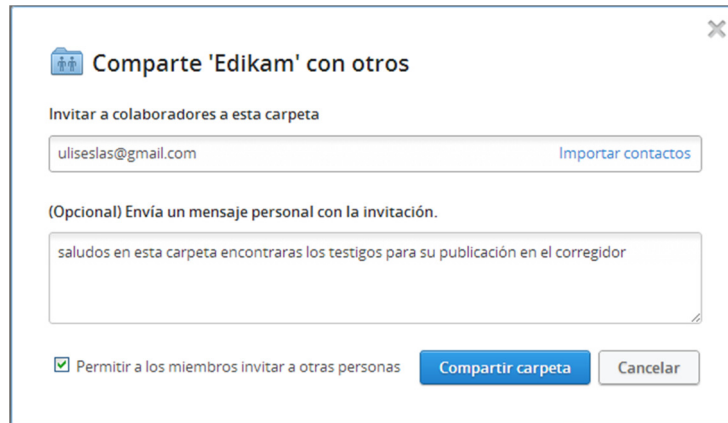 Comparte 'Edikam' con otros
Invitar a colaboradores a esta carpeta
uliseslas@gmail.com Importar contactos
(Opcional) Envía un mensaje personal con la invitación.
saludos en esta carpeta encontraras los testigos para su publicación en el corregidor
Permitir a los miembros invitar a otras personas Compartir carpeta Cancelar